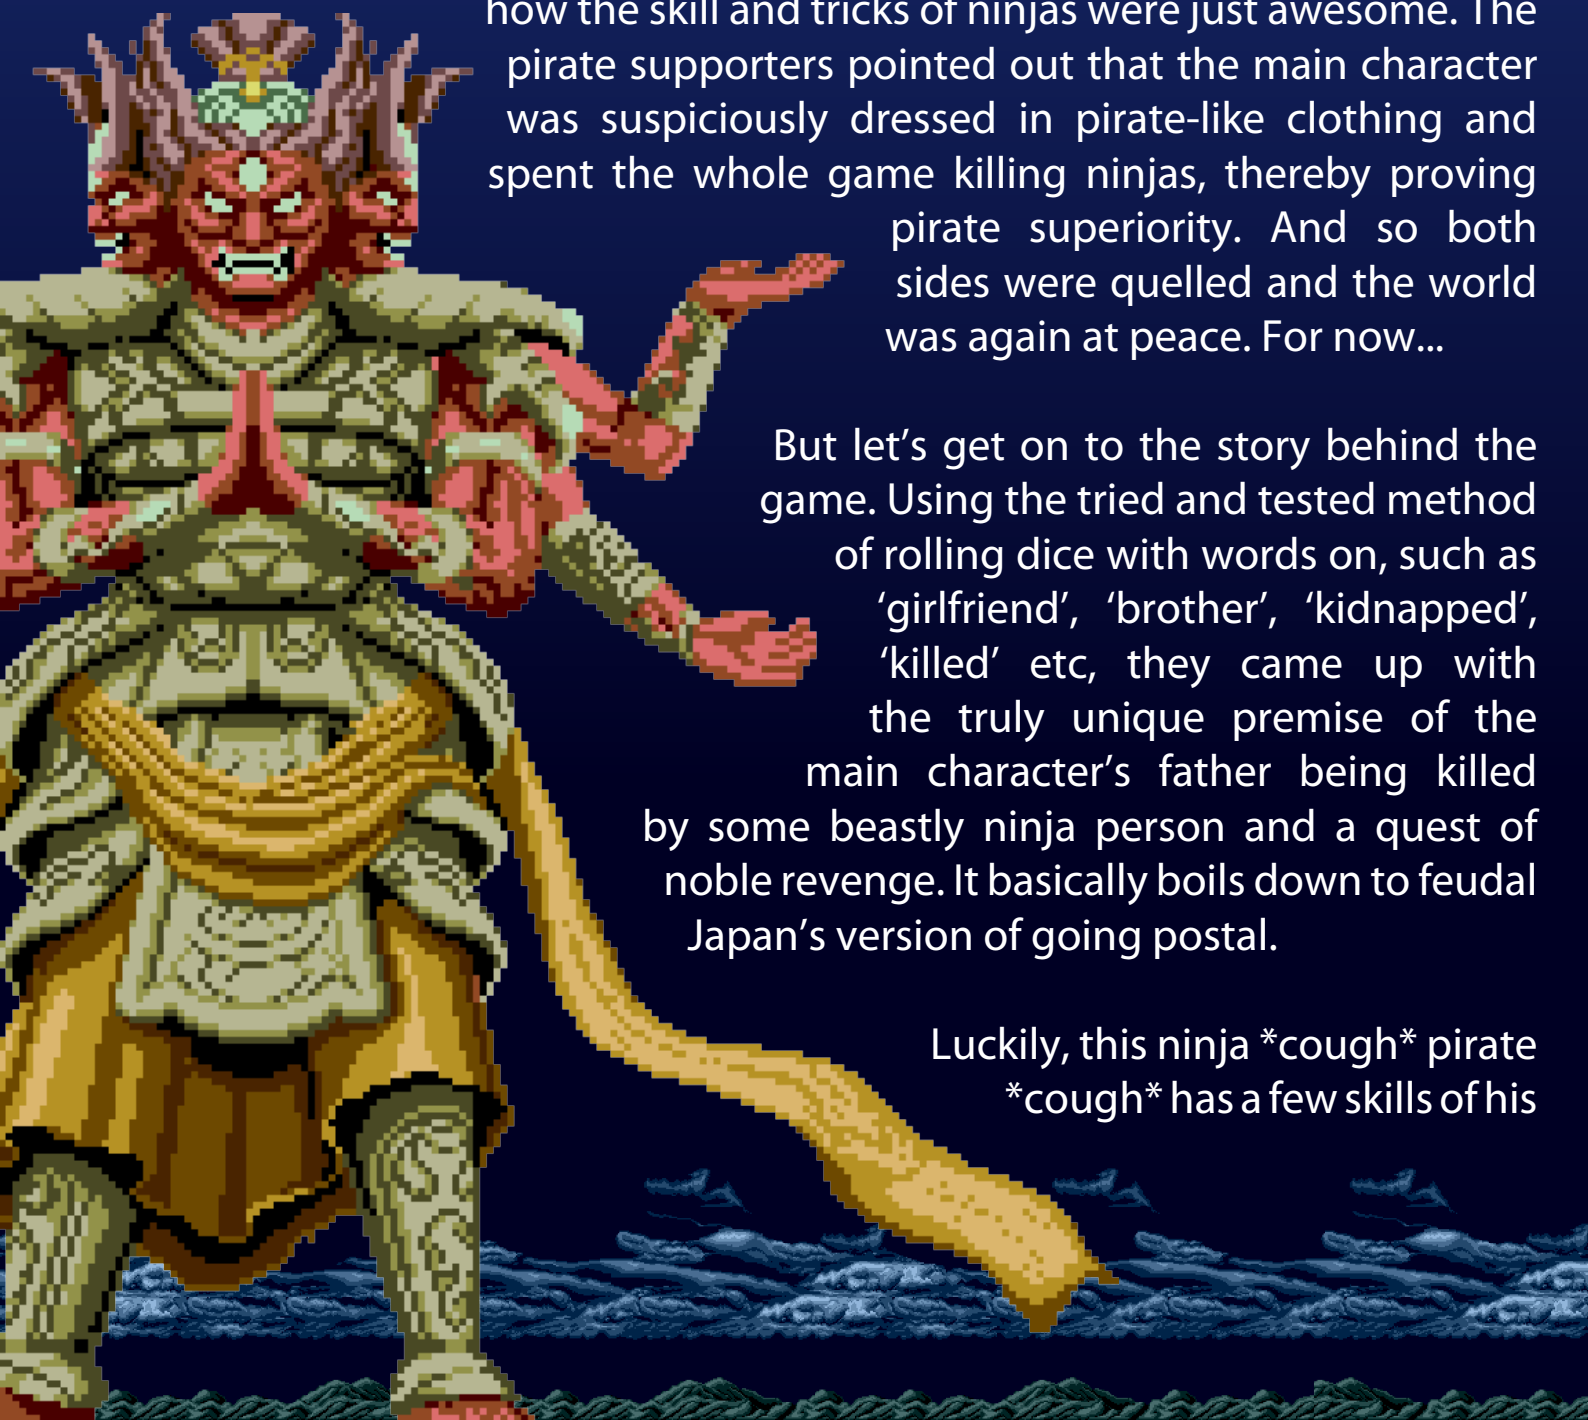 how the skill and tricks of ninjas were just awesome. The
pirate supporters pointed out that the main character
was suspiciously dressed in pirate-like clothing and
spent the whole game killing ninjas, thereby proving
pirate superiority. And so both
sides were quelled and the world
was again at peace. For now...
But let’s get on to the story behind the
game. Using the tried and tested method
of rolling dice with words on, such as
‘girlfriend’, ‘brother’, ‘kidnapped’,
‘killed’ etc, they came up with
the truly unique premise of the
main character’s father being killed
by some beastly ninja person and a quest of
noble revenge. It basically boils down to feudal
Japan’s version of going postal.
Luckily, this ninja *cough* pirate
*cough* has a few skills of his